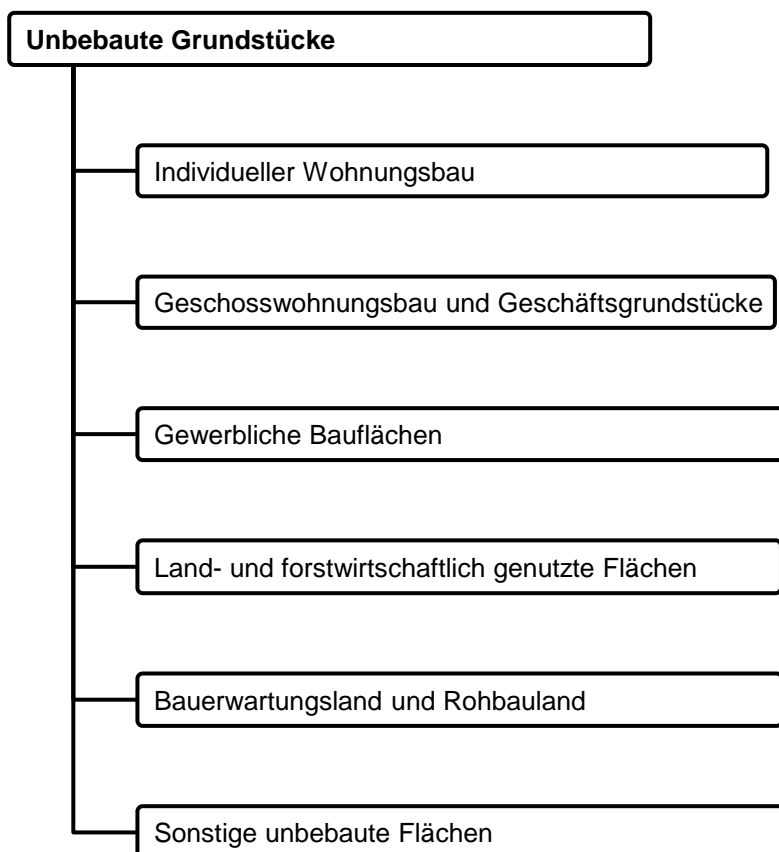 Unbebaute Grundstücke
Individueller Wohnungsbau
Geschosswohnungsbau und Geschäftsgrundstücke
Gewerbliche Bauflächen
Land- und forstwirtschaftlich genutzte Flächen
Bauerwartungsland und Rohbauland
Sonstige unbebaute Flächen